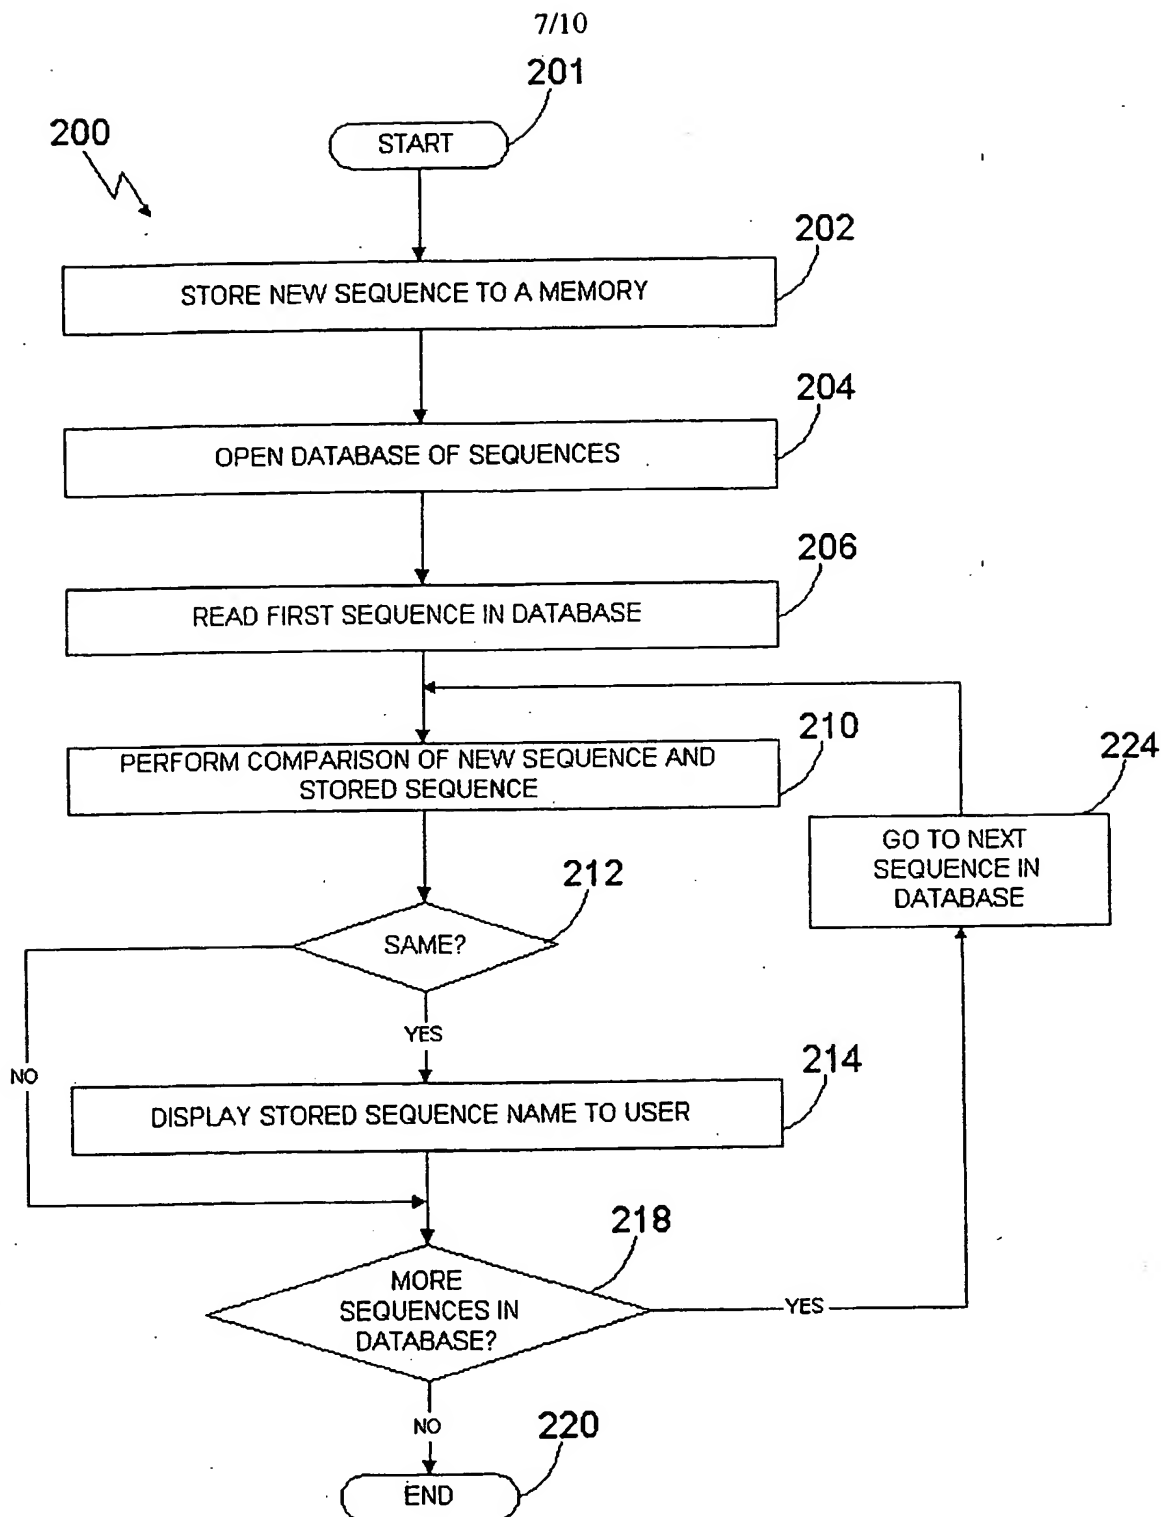 7/10
201
200
START
202
STORE NEW SEQUENCE TO A MEMORY
204
OPEN DATABASE OF SEQUENCES
206
READ FIRST SEQUENCE IN DATABASE
210
PERFORM COMPARISON OF NEW SEQUENCE AND
STORED SEQUENCE
224
GO TO NEXT
SEQUENCE IN
DATABASE
212
SAME?
YES
NO
214
DISPLAY STORED SEQUENCE NAME TO USER
218
MORE
SEQUENCES IN
DATABASE?
YES
NO
220
END